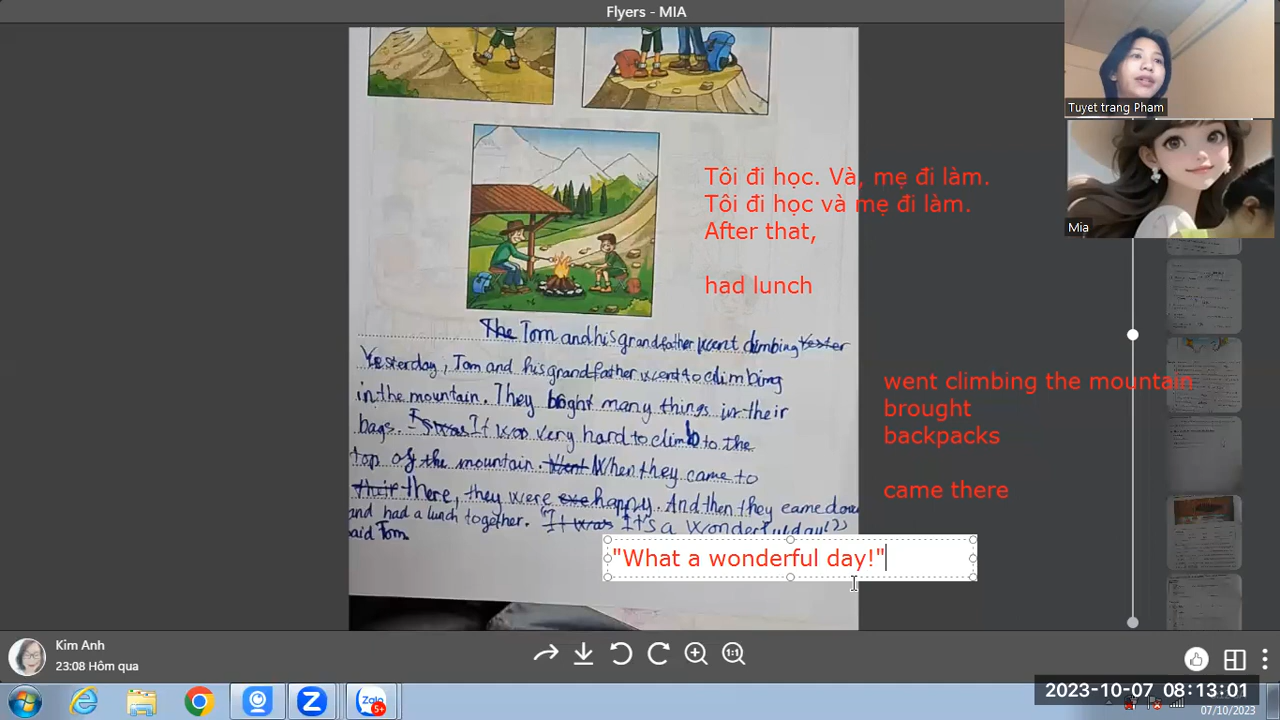 Flyers - MIA
Tuyet trang Pham
Mia
Tôi đi học. Và, mẹ đi làm.
Tôi đi học và mẹ đi làm.
After that,
had lunch
The Tom and his grandfather went climbing Yester
Yesterday, Tom and his grandfather went to climbing
in the mountain. They boght many things in their
bags. It was It was very hard to climb to the
top of the mountain. Went When they came to
their there, they were exe happy. And then they came down
and had a lunch together. "It was It's a wonderful day!"
said Tom
went climbing the mountain
brought
backpacks
came there
"What a wonderful day!"
Kim Anh
23:08 Hôm qua
1:1
Zalo
5+
2023-10-07 08:13:01
07/10/2023